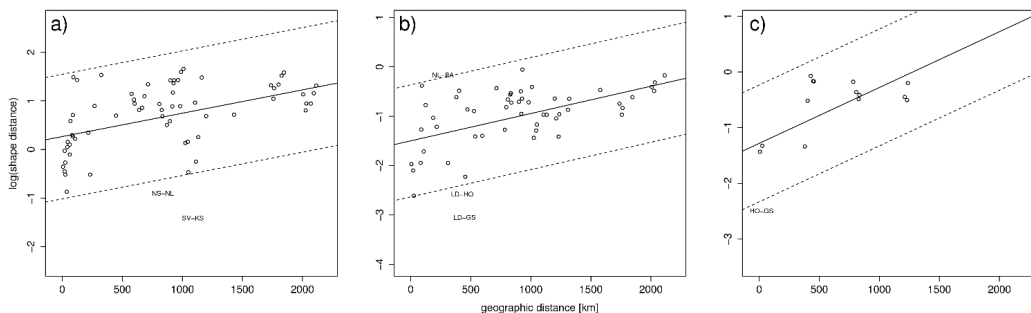 a)
b)
c)
log(shape distance)
2
1
0
−1
−2
NS−NL
SV−KS
0
500
1000
1500
2000
1
0
−1
−2
−3
−4
NL−BA
LD−HO
LD−GS
0
500
1000
1500
2000
1
0
−1
−2
−3
HO−GS
0
500
1000
1500
2000
geographic distance [km]